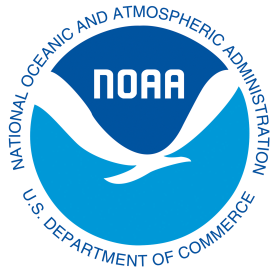 NATIONAL OCEANIC AND ATMOSPHERIC ADMINISTRATION
NOAA
U.S. DEPARTMENT OF COMMERCE